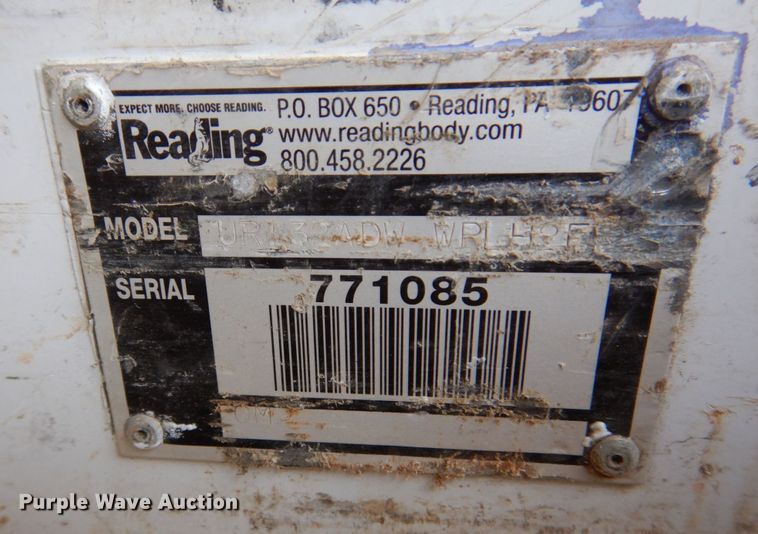 EXPECT MORE. CHOOSE READING.
Reading®
P.O. BOX 650 • Reading, PA 19607
www.readingbody.com
800.458.2226
MODEL
SERIAL 771085
Purple Wave Auction